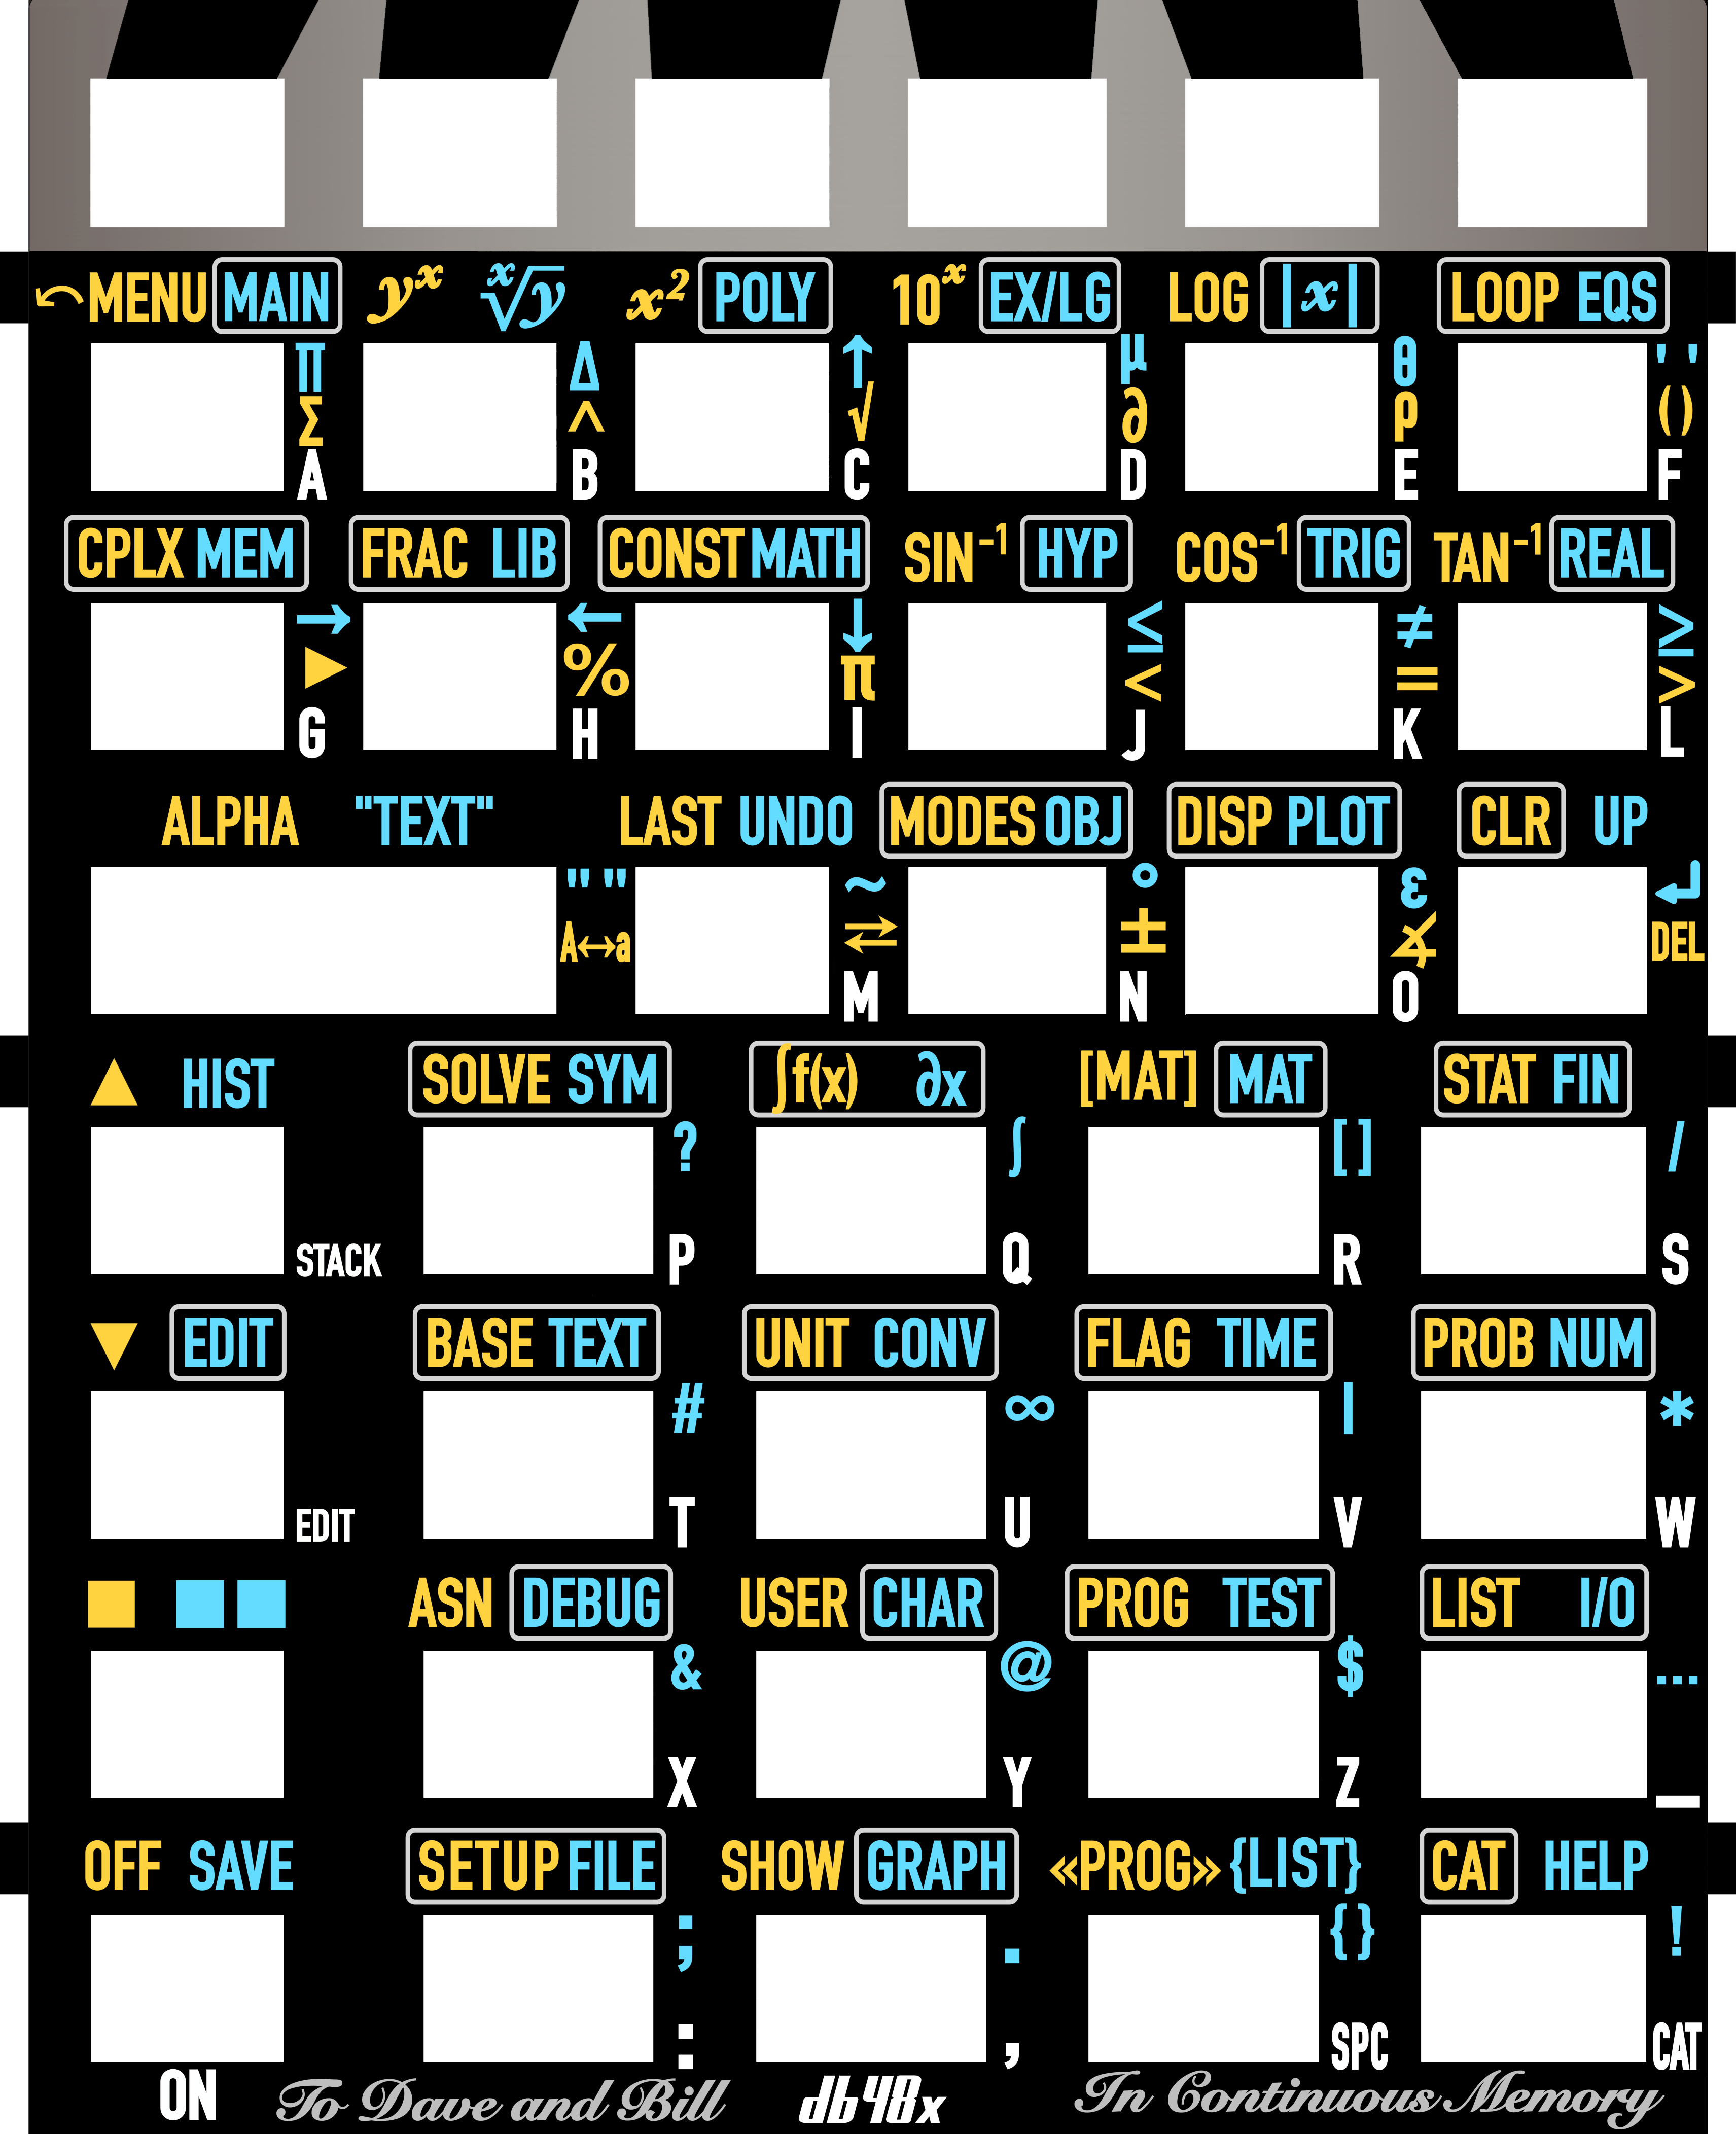 MENU MAIN yˣ ˣ√y x² POLY 10ˣ EX/LG LOG |x| LOOP EQS
Π Δ ↑ μ θ ' '
Σ ^ √ ∂ ρ ()
A B C D E F
CPLX MEM FRAC LIB CONST MATH SIN⁻¹ HYP COS⁻¹ TRIG TAN⁻¹ REAL
→ ← ↓ ≤ ≠ ≥
▶ % π < = >
G H I J K L
ALPHA "TEXT" LAST UNDO MODES OBJ DISP PLOT CLR UP
" " ~ ° ε ↲
A↔a ⇄ ± ∡ DEL
M N O
▲ HIST SOLVE SYM ∫f(x) ∂x [MAT] MAT STAT FIN
? ∫ [] /
STACK P Q R S
▼ EDIT BASE TEXT UNIT CONV FLAG TIME PROB NUM
# ∞ | *
EDIT T U V W
■ ■■ ASN DEBUG USER CHAR PROG TEST LIST I/O
& @ $ …
X Y Z _
OFF SAVE SETUP FILE SHOW GRAPH «PROG» {LIST} CAT HELP
; . {} !
: , SPC CAT
ON To Dave and Bill db48x In Continuous Memory